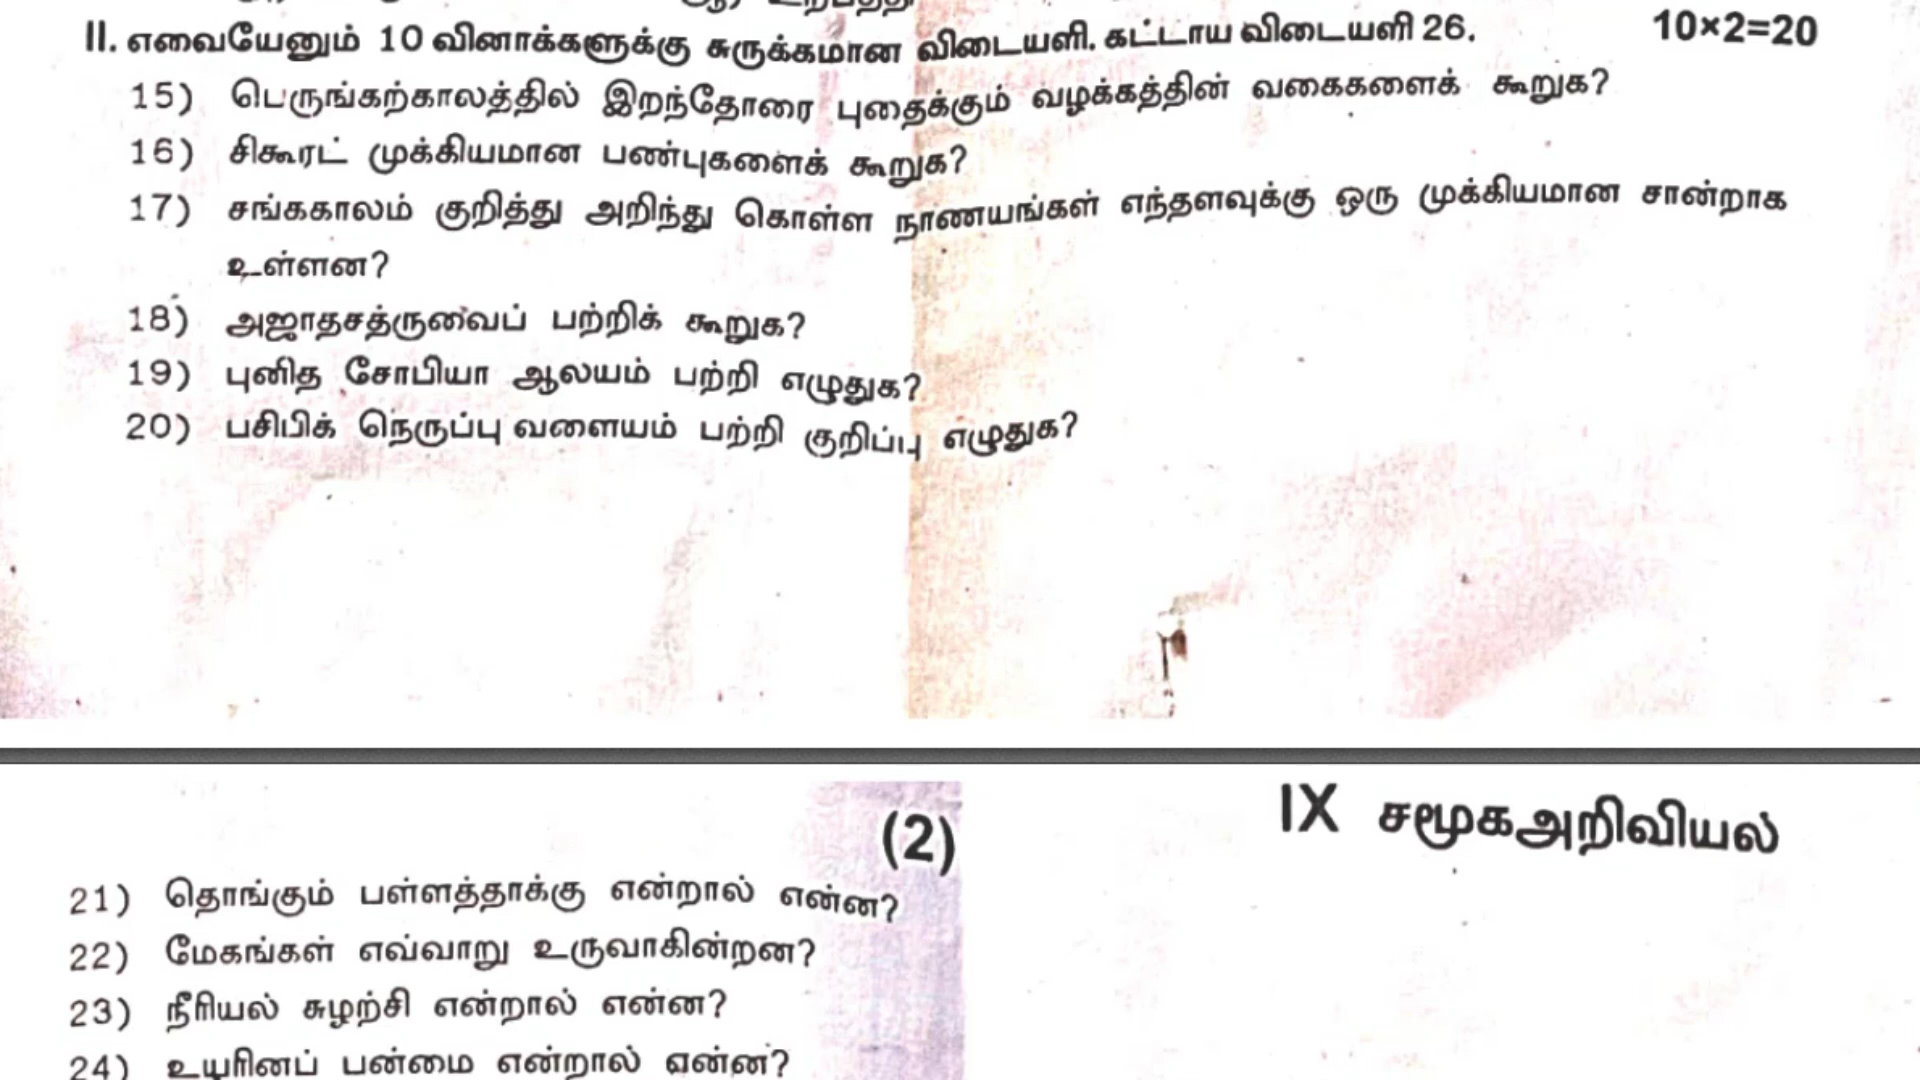 II. எவையேனும் 10 வினாக்களுக்கு சுருக்கமான விடையளி. கட்டாய விடையளி 26. 10×2=20
15) பெருங்கற்காலத்தில் இறந்தோரை புதைக்கும் வழக்கத்தின் வகைகளைக் கூறுக?
16) சிகூரட் முக்கியமான பண்புகளைக் கூறுக?
17) சங்ககாலம் குறித்து அறிந்து கொள்ள நாணயங்கள் எந்தளவுக்கு ஒரு முக்கியமான சான்றாக
உள்ளன?
18) அஜாதசத்ருவைப் பற்றிக் கூறுக?
19) புனித சோபியா ஆலயம் பற்றி எழுதுக?
20) பசிபிக் நெருப்பு வளையம் பற்றி குறிப்பு எழுதுக?
(2) IX சமூகஅறிவியல்
21) தொங்கும் பள்ளத்தாக்கு என்றால் என்ன?
22) மேகங்கள் எவ்வாறு உருவாகின்றன?
23) நீரியல் சுழற்சி என்றால் என்ன?
24) உயரினப் பன்மை என்றால் என்ன?